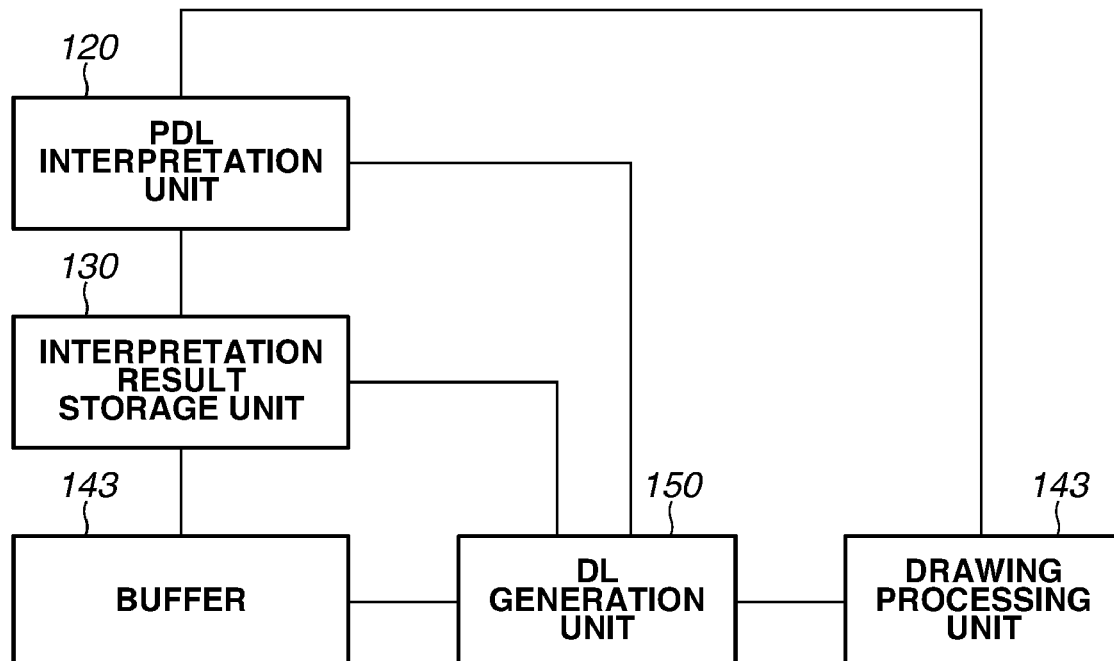 120
PDL
INTERPRETATION
UNIT
130
INTERPRETATION
RESULT
STORAGE UNIT
143
BUFFER
150
DL
GENERATION
UNIT
143
DRAWING
PROCESSING
UNIT